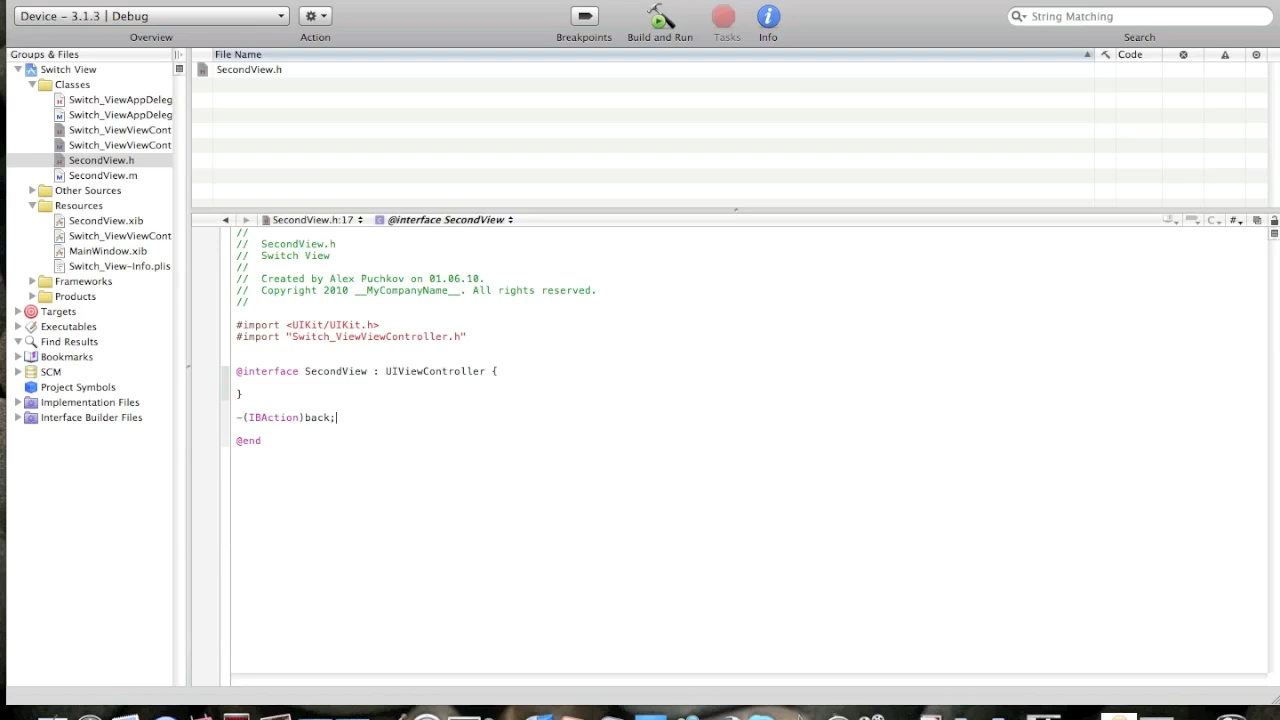 Device - 3.1.3 | Debug
String Matching
Overview
Action
Breakpoints
Build and Run
Tasks
Info
Search
Groups & Files
File Name
Code
Switch View
SecondView.h
Classes
Switch_ViewAppDeleg
Switch_ViewAppDeleg
Switch_ViewViewCont
Switch_ViewViewCont
SecondView.h
SecondView.m
Other Sources
Resources
SecondView.xib
Switch_ViewViewCont
MainWindow.xib
Switch_View-Info.plis
Frameworks
Products
Targets
Executables
Find Results
Bookmarks
SCM
Project Symbols
Implementation Files
Interface Builder Files
SecondView.h:17
@interface SecondView
C
#
//
// SecondView.h
// Switch View
//
// Created by Alex Puchkov on 01.06.10.
// Copyright 2010 __MyCompanyName__. All rights reserved.
//
#import <UIKit/UIKit.h>
#import "Switch_ViewViewController.h"
@interface SecondView : UIViewController {
}
-(IBAction)back;
@end